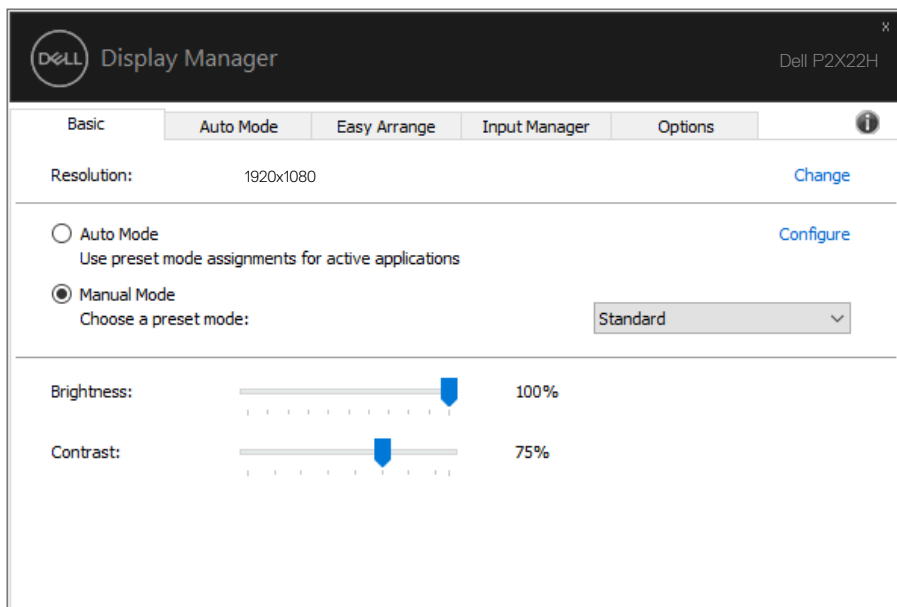 x
DELL Display Manager
Dell P2X22H
Basic Auto Mode Easy Arrange Input Manager Options i
Resolution: 1920x1080 Change
Auto Mode Configure
Use preset mode assignments for active applications
Manual Mode
Choose a preset mode: Standard
Brightness: 100%
Contrast: 75%